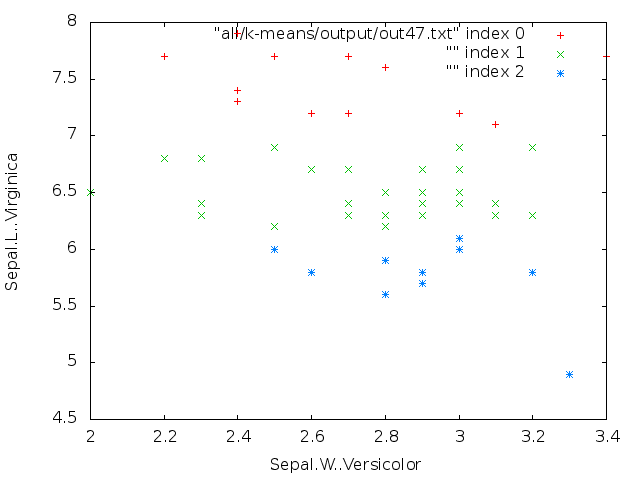 8
"all/k-means/output/out47.txt" index 0
"" index 1
"" index 2
7.5
7
6.5
6
5.5
5
4.5
Sepal.L..Virginica
2 2.2 2.4 2.6 2.8 3 3.2 3.4
Sepal.W..Versicolor